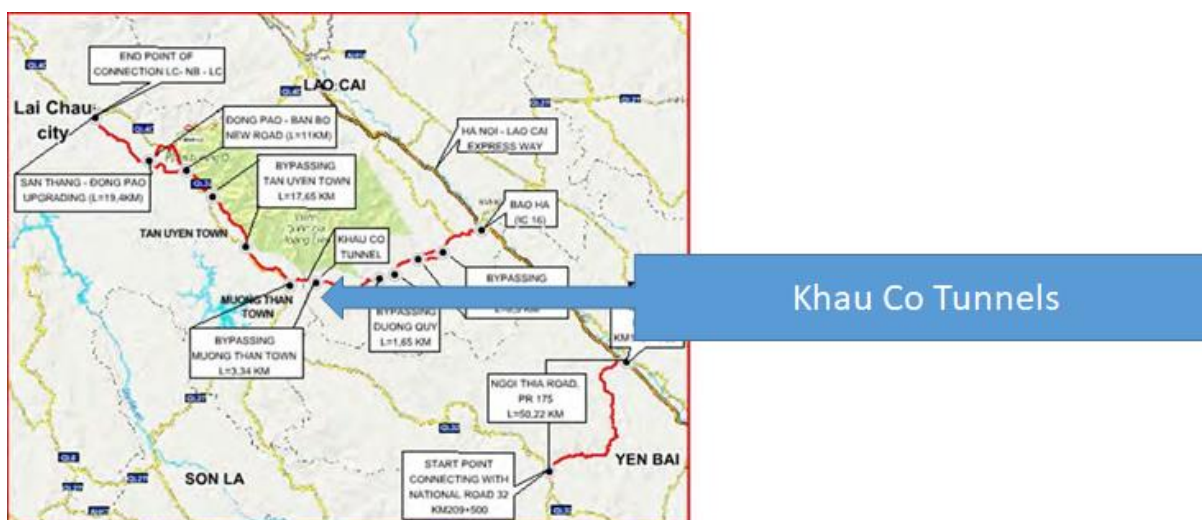 END POINT OF
CONNECTION LC- NB - LC
LAO CAI
Lai Chau
city
ĐONG PAO - BAN BO
NEW ROAD (L=11KM)
HA NOI - LAO CAI
EXPRESS WAY
BYPASSING
TAN UYEN TOWN
L=17,65 KM
SAN THANG - ĐONG PAO
UPGRADING (L=19,4KM)
BAO HA
(IC 16)
TAN UYEN TOWN
KHAU CO
TUNNEL
BYPASSING
Khau Co Tunnels
MUONG THAN
TOWN
BYPASSING
DUONG QUY
L=1,65 KM
BYPASSING
MUONG THAN TOWN
L=3,34 KM
NGOI THIA ROAD,
PR 175
L=50,22 KM
YEN BAI
SON LA
START POINT
CONNECTING WITH
NATIONAL ROAD 32
KM209+500
QL32